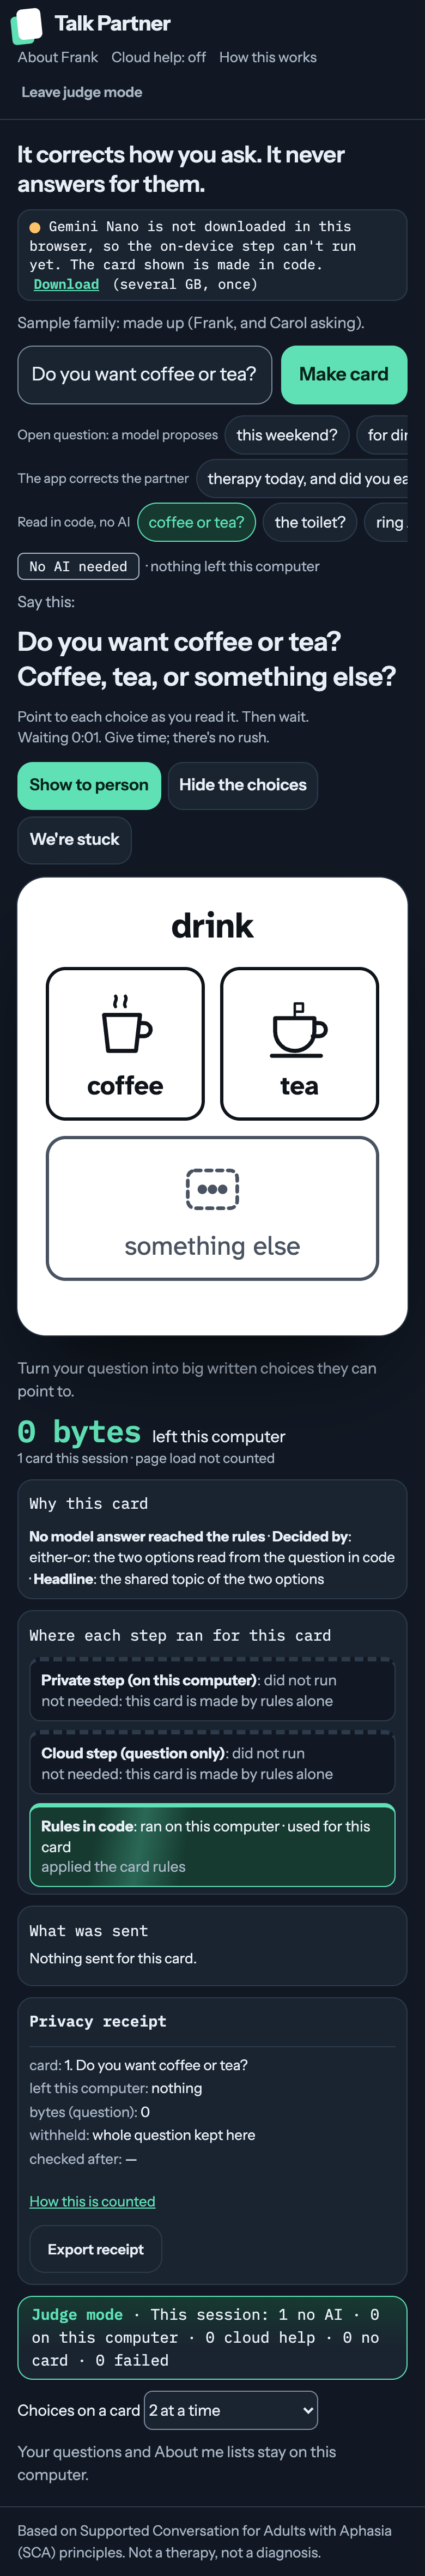 Talk Partner
About Frank Cloud help: off How this works
Leave judge mode
It corrects how you ask. It never
answers for them.
Gemini Nano is not downloaded in this
browser, so the on-device step can't run
yet. The card shown is made in code.
Download (several GB, once)
Sample family: made up (Frank, and Carol asking).
Do you want coffee or tea? Make card
Open question: a model proposes this weekend? for din
The app corrects the partner therapy today, and did you ea
Read in code, no AI coffee or tea? the toilet? ring .
No AI needed · nothing left this computer
Say this:
Do you want coffee or tea?
Coffee, tea, or something else?
Point to each choice as you read it. Then wait.
Waiting 0:01. Give time; there's no rush.
Show to person Hide the choices
We're stuck
drink
coffee tea
something else
Turn your question into big written choices they can
point to.
0 bytes left this computer
1 card this session · page load not counted
Why this card
No model answer reached the rules · Decided by:
either-or: the two options read from the question in code
· Headline: the shared topic of the two options
Where each step ran for this card
Private step (on this computer): did not run
not needed: this card is made by rules alone
Cloud step (question only): did not run
not needed: this card is made by rules alone
Rules in code: ran on this computer · used for this
card
applied the card rules
What was sent
Nothing sent for this card.
Privacy receipt
card: 1. Do you want coffee or tea?
left this computer: nothing
bytes (question): 0
withheld: whole question kept here
checked after: —
How this is counted
Export receipt
Judge mode · This session: 1 no AI · 0
on this computer · 0 cloud help · 0 no
card · 0 failed
Choices on a card 2 at a time
Your questions and About me lists stay on this
computer.
Based on Supported Conversation for Adults with Aphasia
(SCA) principles. Not a therapy, not a diagnosis.